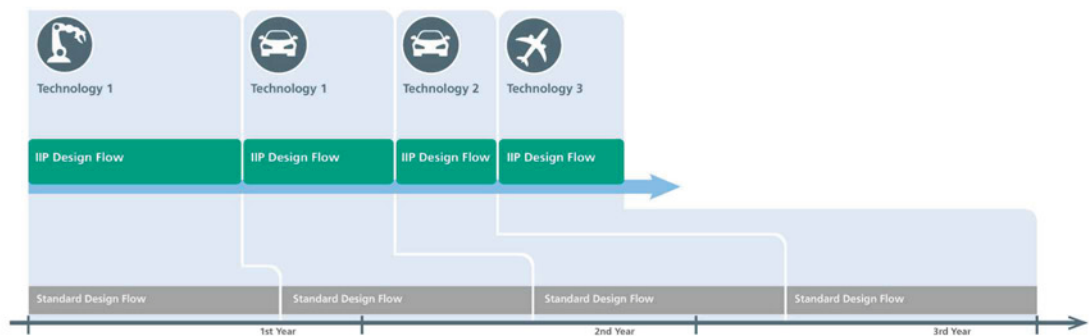 Technology 1
Technology 1
Technology 2
Technology 3
IIP Design Flow
IIP Design Flow
IIP Design Flow
IIP Design Flow
Standard Design Flow
Standard Design Flow
Standard Design Flow
Standard Design Flow
1st Year
2nd Year
3rd Year